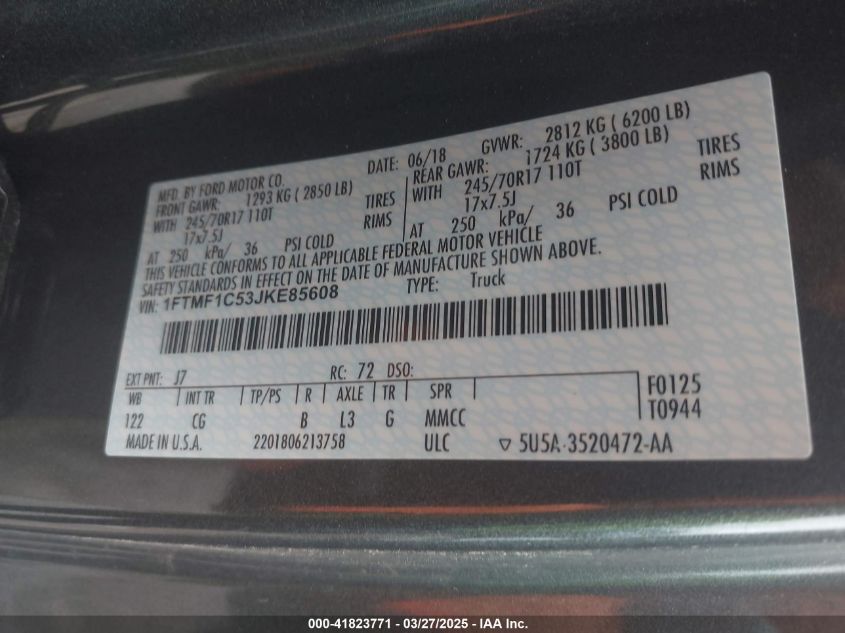 MFD. BY FORD MOTOR CO.
DATE: 06/18 GVWR: 2812 KG ( 6200 LB)
FRONT GAWR: 1293 KG ( 2850 LB)
WITH 245/70R17 110T TIRES
17x7.5J RIMS
AT 250 kPa/ 36 PSI COLD
REAR GAWR: 1724 KG ( 3800 LB)
WITH 245/70R17 110T TIRES
17x7.5J RIMS
AT 250 kPa/ 36 PSI COLD
THIS VEHICLE CONFORMS TO ALL APPLICABLE FEDERAL MOTOR VEHICLE
SAFETY STANDARDS IN EFFECT ON THE DATE OF MANUFACTURE SHOWN ABOVE.
VIN: 1FTMF1C53JKE85608 TYPE: Truck
EXT PNT: J7 RC: 72 DSO:
WB INT TR TP/PS R AXLE TR SPR F0125
122 CG B L3 G MMCC T0944
MADE IN U.S.A. 2201806213758 ULC ▽ 5U5A-3520472-AA
000-41823771 - 03/27/2025 - IAA Inc.